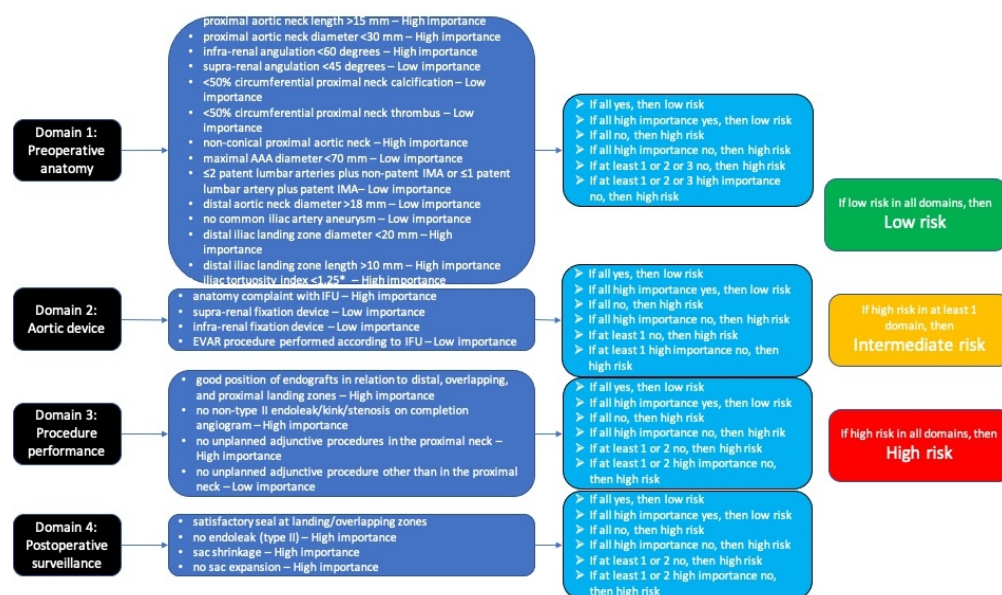 Domain 1:
Preoperative
anatomy
proximal aortic neck length >15 mm – High importance
• proximal aortic neck diameter <30 mm – High importance
• infra-renal angulation <60 degrees – High importance
• supra-renal angulation <45 degrees – Low importance
• <50% circumferential proximal neck calcification – Low
importance
• <50% circumferential proximal neck thrombus – Low
importance
• non-conical proximal aortic neck – High importance
• maximal AAA diameter <70 mm – Low importance
• ≤2 patent lumbar arteries plus non-patent IMA or ≤1 patent
lumbar artery plus patent IMA– Low importance
• distal aortic neck diameter >18 mm – Low importance
• no common iliac artery aneurysm – Low importance
• distal iliac landing zone diameter <20 mm – High
importance
• distal iliac landing zone length >10 mm – High importance
iliac tortuosity index <1.25* – High importance
➢ If all yes, then low risk
➢ If all high importance yes, then low risk
➢ If all no, then high risk
➢ If all high importance no, then high risk
➢ If at least 1 or 2 or 3 no, then high risk
➢ If at least 1 or 2 or 3 high importance
no, then high risk
Domain 2:
Aortic device
• anatomy complaint with IFU – High importance
• supra-renal fixation device – Low importance
• infra-renal fixation device – Low importance
• EVAR procedure performed according to IFU – Low importance
➢ If all yes, then low risk
➢ If all high importance yes, then low risk
➢ If all no, then high risk
➢ If all high importance no, then high risk
➢ If at least 1 no, then high risk
➢ If at least 1 high importance no, then
high risk
Domain 3:
Procedure
performance
• good position of endografts in relation to distal, overlapping,
and proximal landing zones – High importance
• no non-type II endoleak/kink/stenosis on completion
angiogram – High importance
• no unplanned adjunctive procedures in the proximal neck –
High importance
• no unplanned adjunctive procedure other than in the proximal
neck – Low importance
➢ If all yes, then low risk
➢ If all high importance yes, then low risk
➢ If all no, then high risk
➢ If all high importance no, then high rik
➢ If at least 1 or 2 no, then high risk
➢ If at least 1 or 2 high importance no,
then high risk
Domain 4:
Postoperative
surveillance
• satisfactory seal at landing/overlapping zones
• no endoleak (type II) – High importance
• sac shrinkage – High importance
• no sac expansion – High importance
➢ If all yes, then low risk
➢ If all high importance yes, then low risk
➢ If all no, then high risk
➢ If all high importance no, then high risk
➢ If at least 1 or 2 no, then high risk
➢ If at least 1 or 2 high importance no,
then high risk
If low risk in all domains, then
Low risk
If high risk in at least 1
domain, then
Intermediate risk
If high risk in all domains, then
High risk